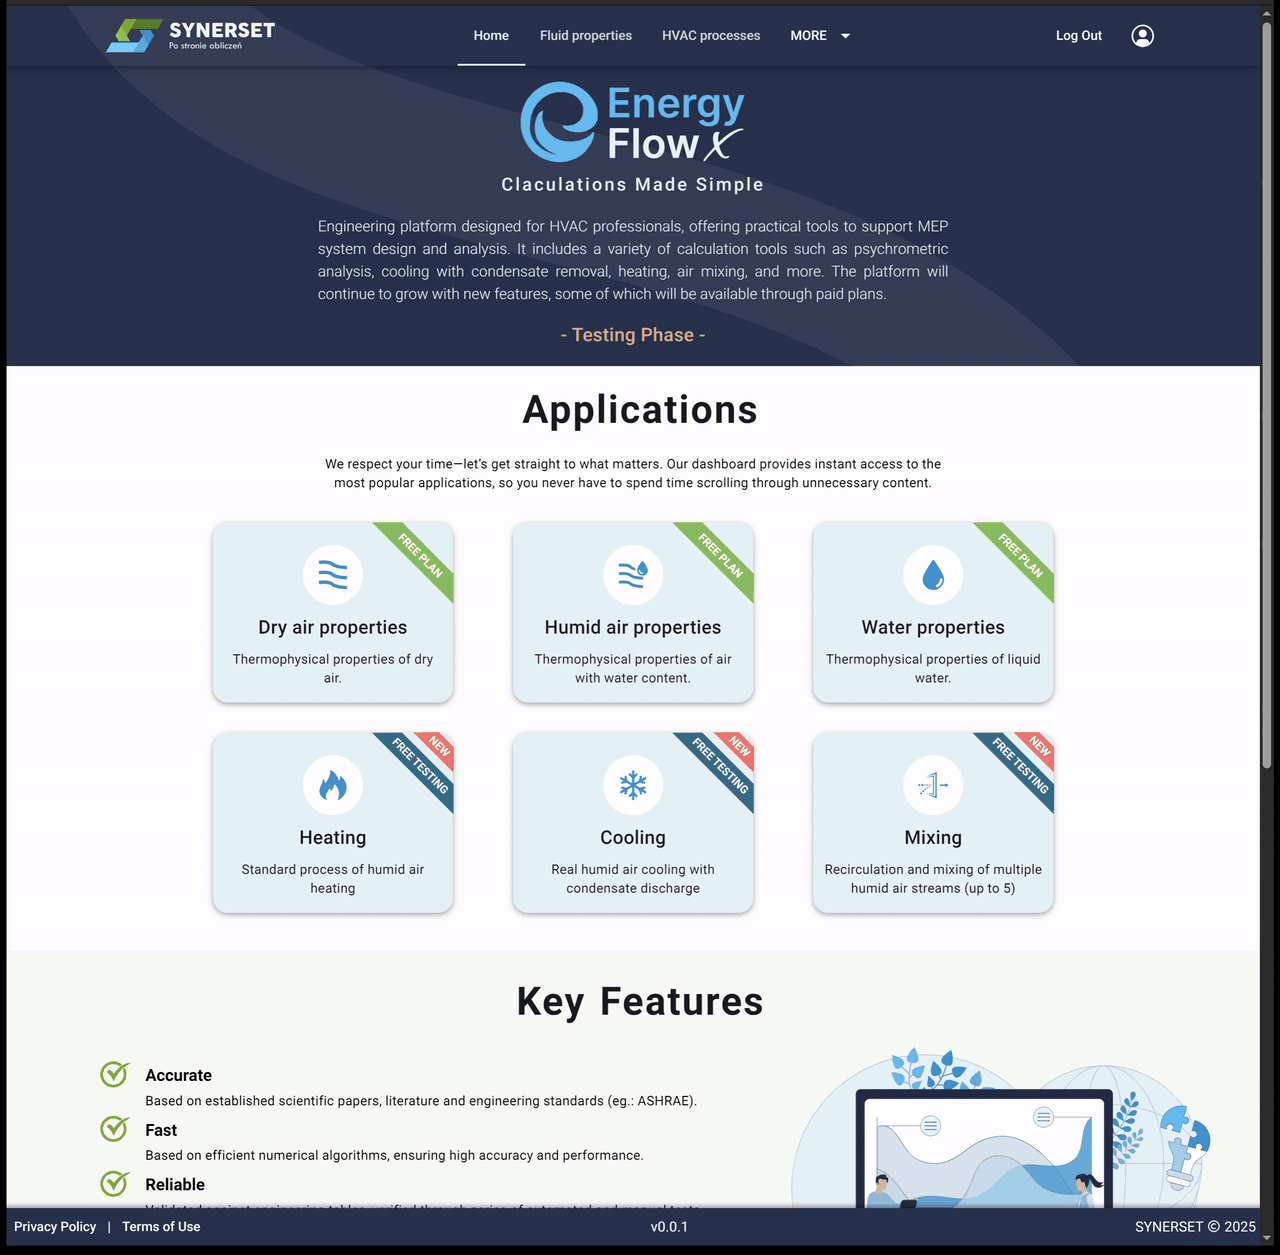 SYNERSET
Po stronie obliczeń
Home
Fluid properties
HVAC processes
MORE
Log Out
Energy
Flow x
Claculations Made Simple
Engineering platform designed for HVAC professionals, offering practical tools to support MEP
system design and analysis. It includes a variety of calculation tools such as psychrometric
analysis, cooling with condensate removal, heating, air mixing, and more. The platform will
continue to grow with new features, some of which will be available through paid plans.
- Testing Phase -
Applications
We respect your time—let's get straight to what matters. Our dashboard provides instant access to the
most popular applications, so you never have to spend time scrolling through unnecessary content.
FREE PLAN
Dry air properties
Thermophysical properties of dry
air.
FREE PLAN
Humid air properties
Thermophysical properties of air
with water content.
FREE PLAN
Water properties
Thermophysical properties of liquid
water.
NEW
FREE TESTING
Heating
Standard process of humid air
heating
NEW
FREE TESTING
Cooling
Real humid air cooling with
condensate discharge
NEW
FREE TESTING
Mixing
Recirculation and mixing of multiple
humid air streams (up to 5)
Key Features
Accurate
Based on established scientific papers, literature and engineering standards (eg.: ASHRAE).
Fast
Based on efficient numerical algorithms, ensuring high accuracy and performance.
Reliable
Privacy Policy | Terms of Use
v0.0.1
SYNERSET © 2025